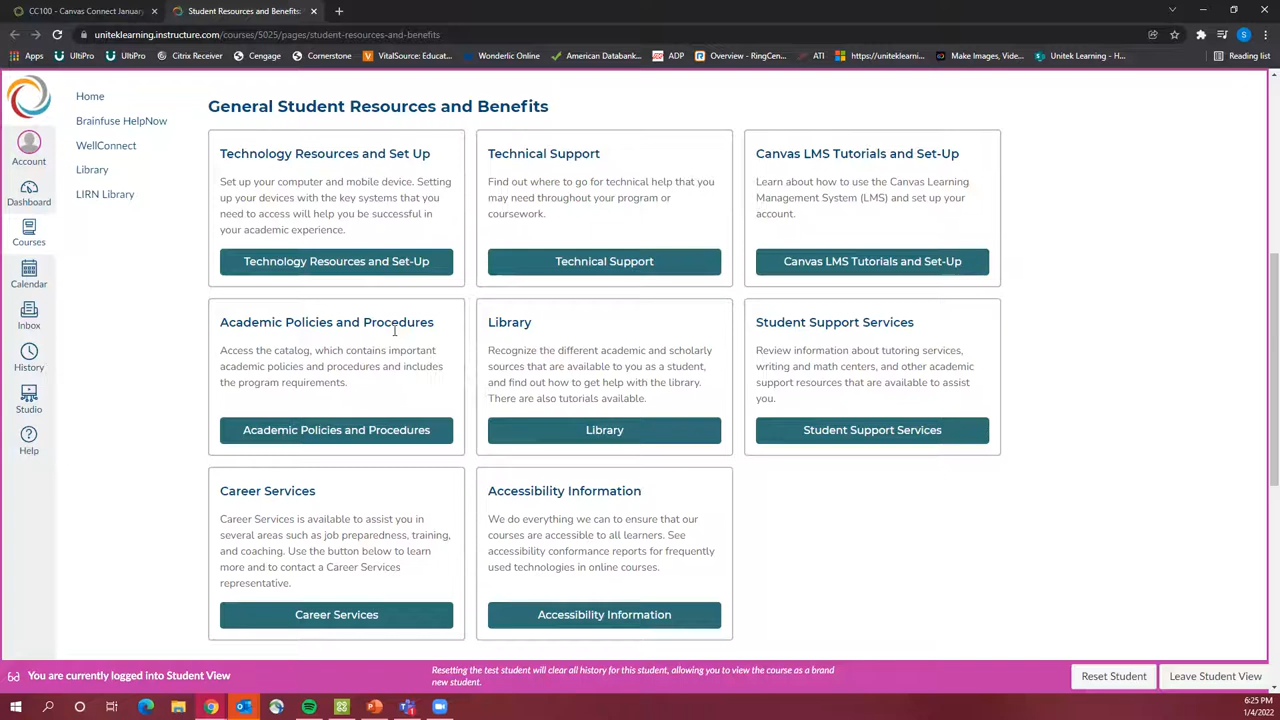 CC100 - Canvas Connect January
Student Resources and Benefits:
uniteklearning.instructure.com/courses/5025/pages/student-resources-and-benefits
Apps
UltiPro
UltiPro
Citrix Receiver
Cengage
Cornerstone
VitalSource: Educat...
Wonderlic Online
American Databank...
ADP
Overview - RingCen...
ATI
https://uniteklearni...
Make Images, Video...
Unitek Learning - H...
Reading list
S
Account
Dashboard
Courses
Calendar
Inbox
History
Studio
Help
Home
Brainfuse HelpNow
WellConnect
Library
LIRN Library
General Student Resources and Benefits
Technology Resources and Set Up
Set up your computer and mobile device. Setting
up your devices with the key systems that you
need to access will help you be successful in
your academic experience.
Technology Resources and Set-Up
Technical Support
Find out where to go for technical help that you
may need throughout your program or
coursework.
Technical Support
Canvas LMS Tutorials and Set-Up
Learn about how to use the Canvas Learning
Management System (LMS) and set up your
account.
Canvas LMS Tutorials and Set-Up
Academic Policies and Procedures
Access the catalog, which contains important
academic policies and procedures and includes
the program requirements.
Academic Policies and Procedures
Library
Recognize the different academic and scholarly
sources that are available to you as a student,
and find out how to get help with the library.
There are also tutorials available.
Library
Student Support Services
Review information about tutoring services,
writing and math centers, and other academic
support resources that are available to assist
you.
Student Support Services
Career Services
Career Services is available to assist you in
several areas such as job preparedness, training,
and coaching. Use the button below to learn
more and to contact a Career Services
representative.
Career Services
Accessibility Information
We do everything we can to ensure that our
courses are accessible to all learners. See
accessibility conformance reports for frequently
used technologies in online courses.
Accessibility Information
You are currently logged into Student View
Resetting the test student will clear all history for this student, allowing you to view the course as a brand
new student.
Reset Student
Leave Student View
6:25 PM
1/4/2022